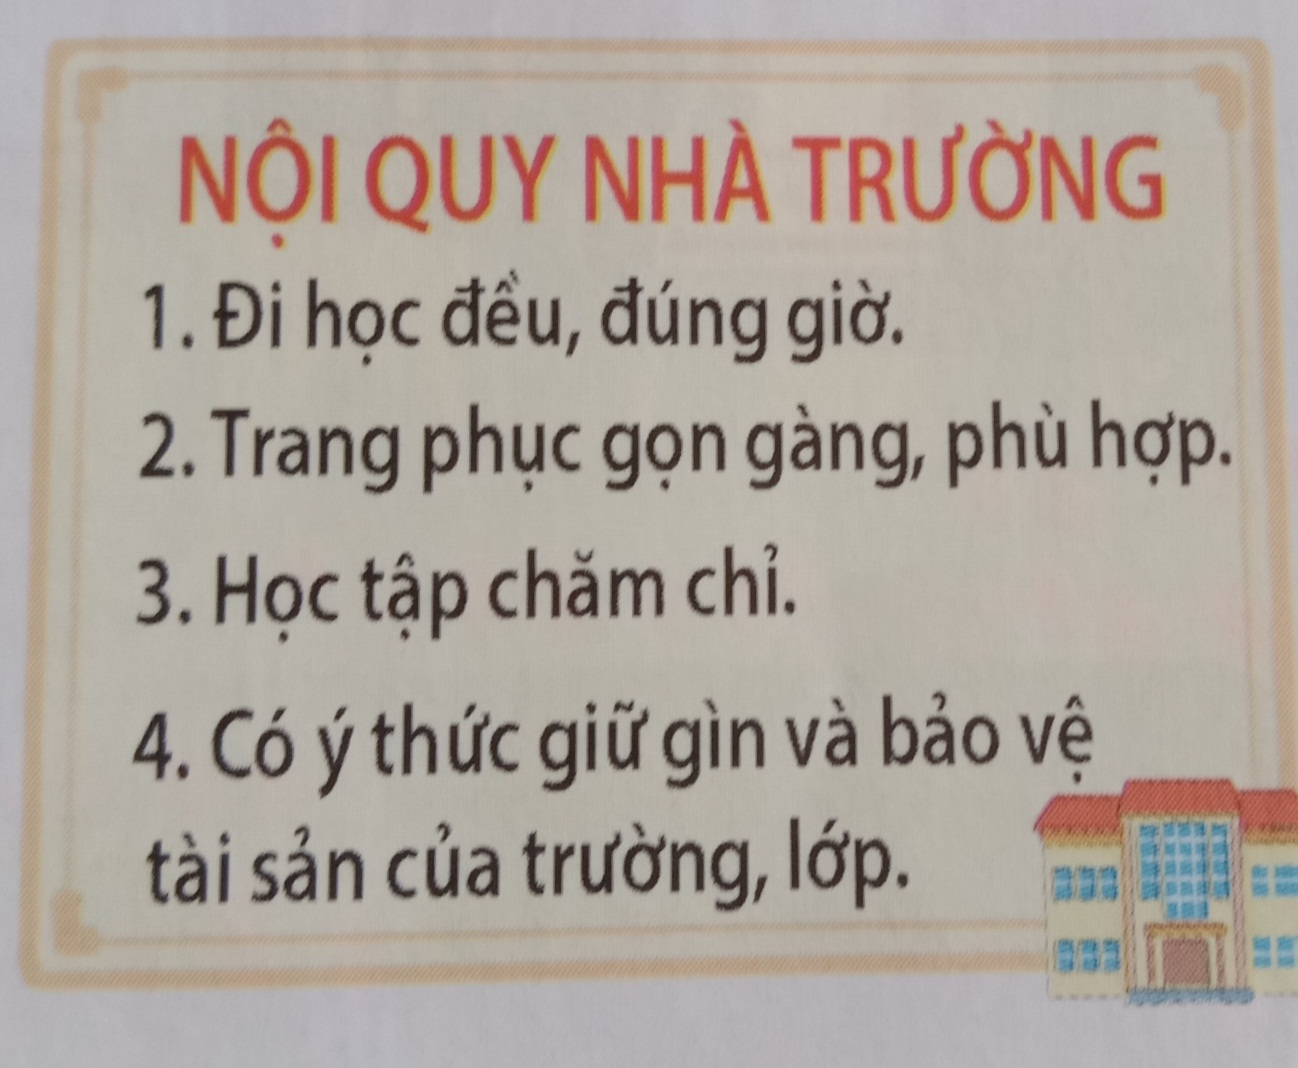 NỘI QUY NHÀ TRƯỜNG
1. Đi học đều, đúng giờ.
2. Trang phục gọn gàng, phù hợp.
3. Học tập chăm chỉ.
4. Có ý thức giữ gìn và bảo vệ
tài sản của trường, lớp.